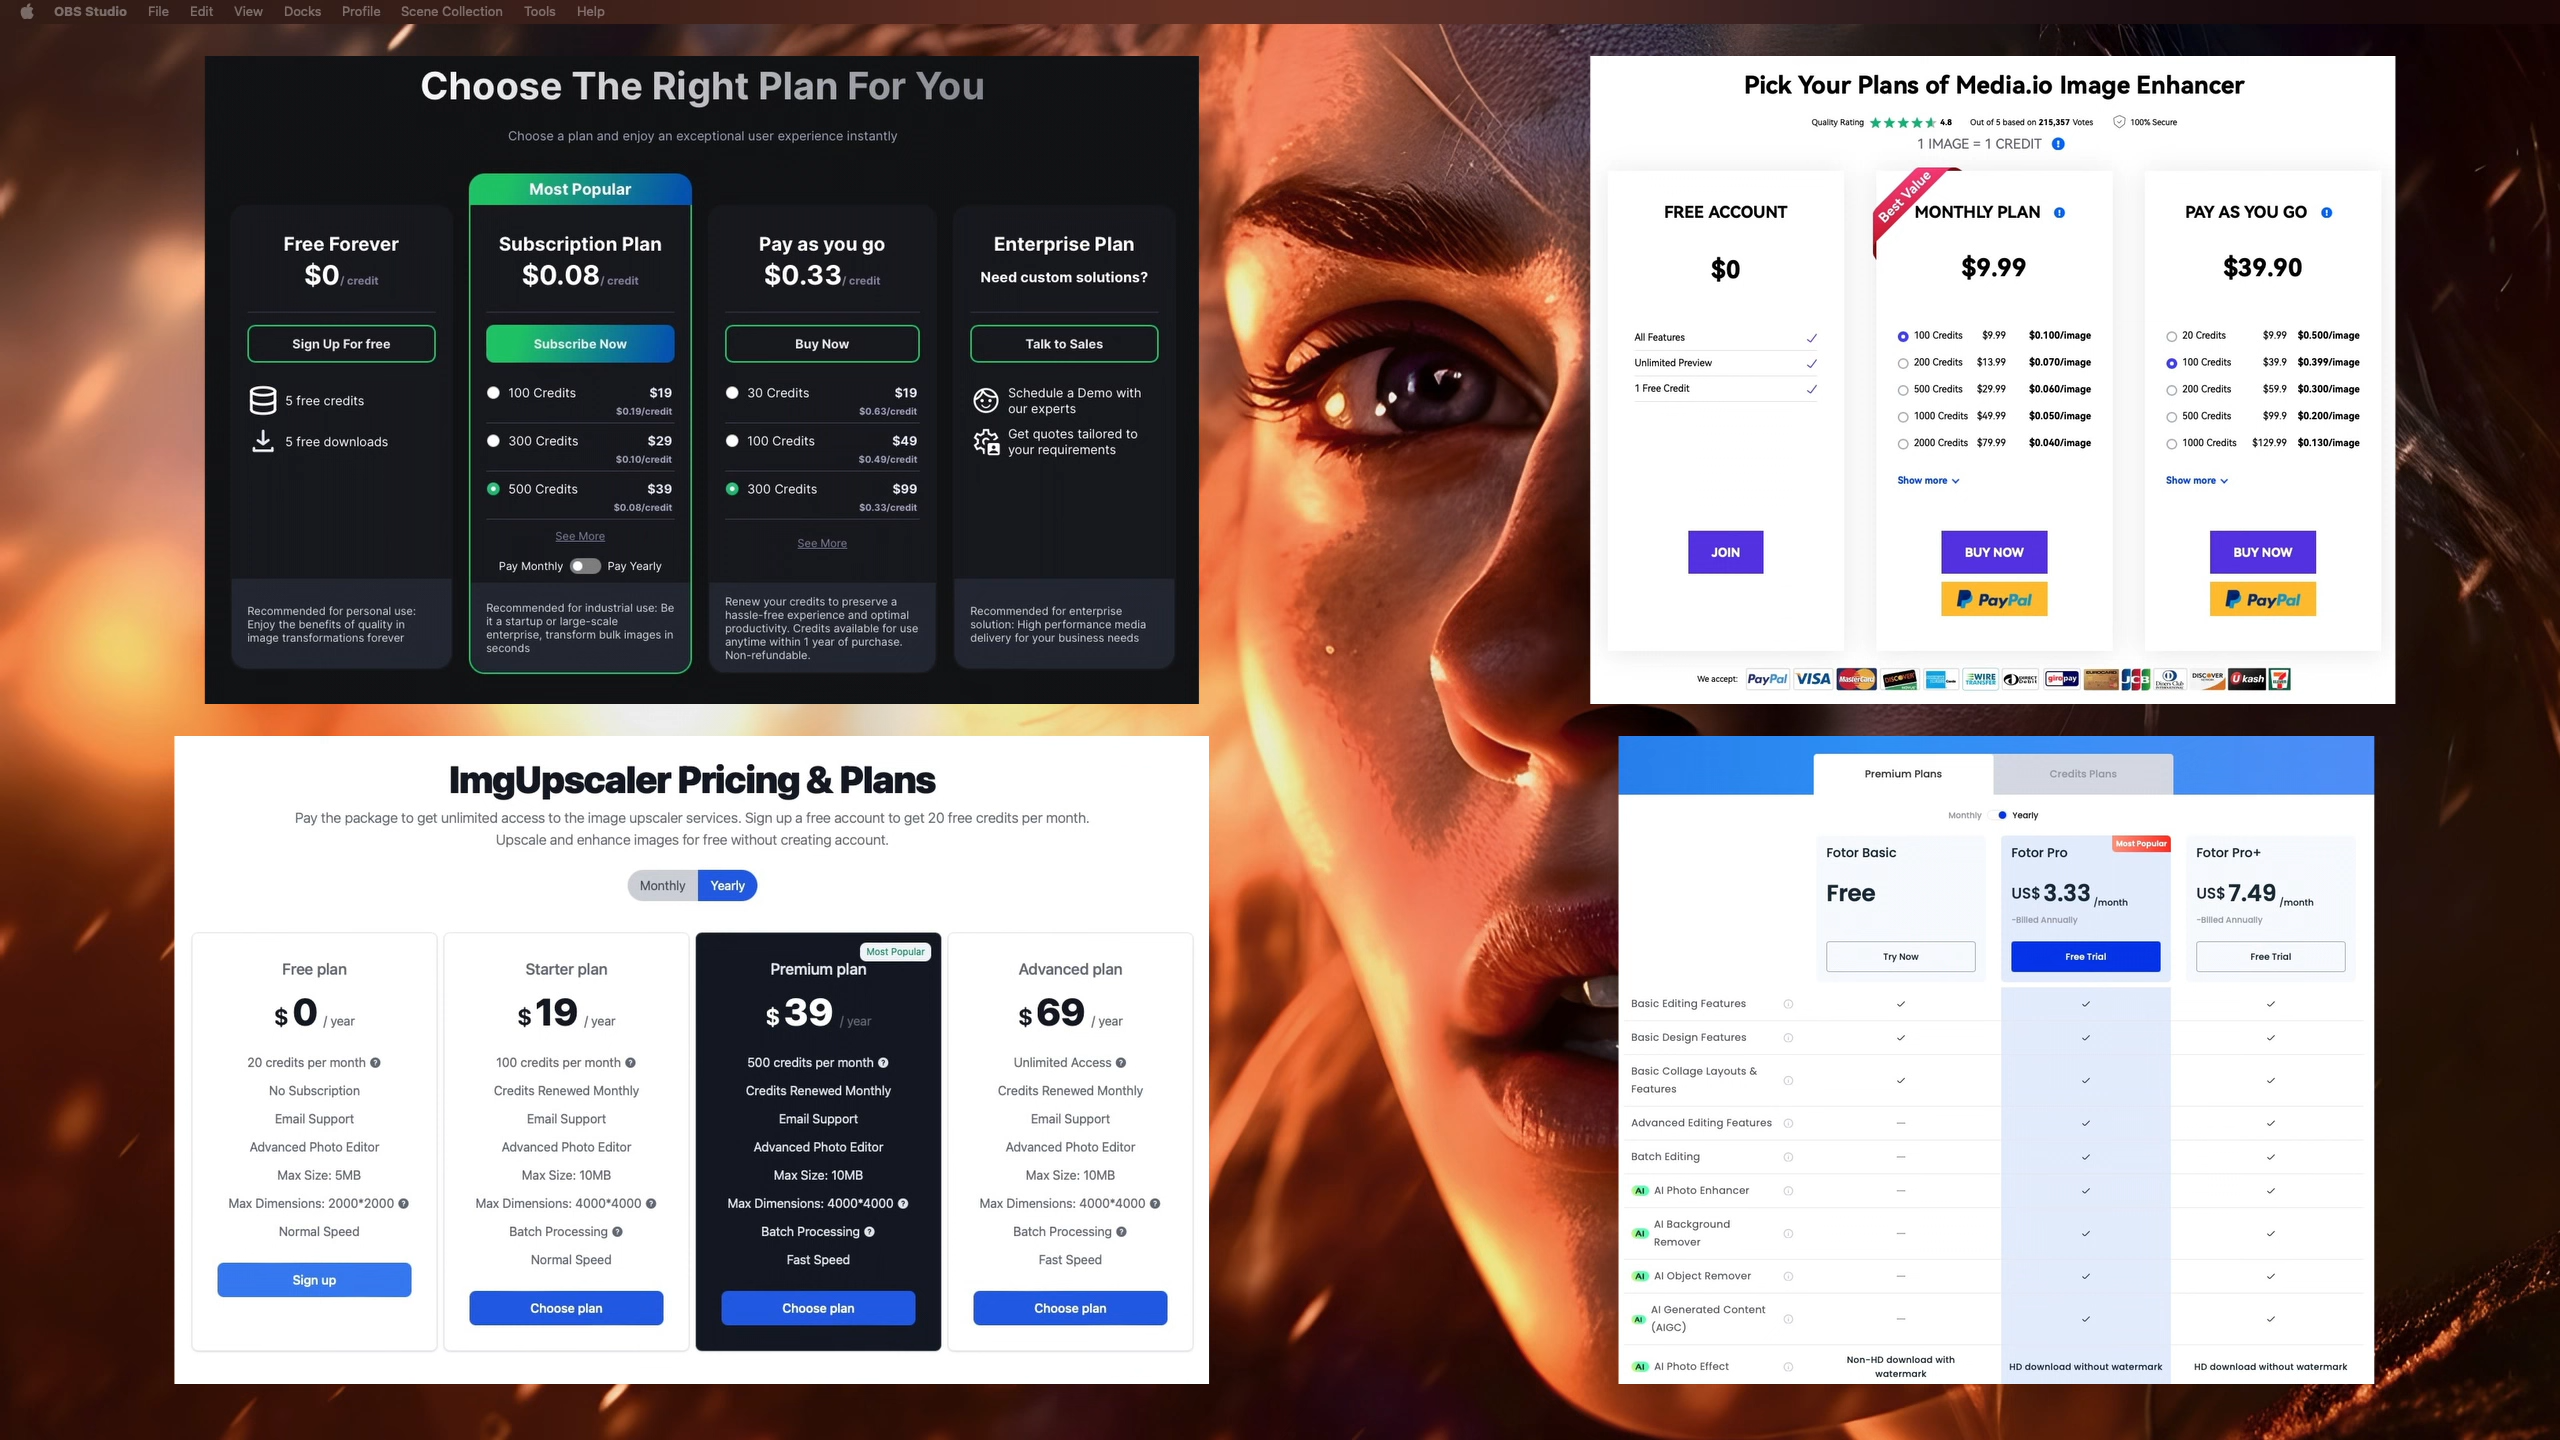 OBS Studio File Edit View Docks Profile Scene Collection Tools Help
Choose The Right Plan For You
Choose a plan and enjoy an exceptional user experience instantly
Free Forever
$0/ credit
Sign Up For free
5 free credits
5 free downloads
Recommended for personal use:
Enjoy the benefits of quality in
image transformations forever
Most Popular
Subscription Plan
$0.08/ credit
Subscribe Now
100 Credits $19
$0.19/credit
300 Credits $29
$0.10/credit
500 Credits $39
$0.08/credit
See More
Pay Monthly Pay Yearly
Recommended for industrial use: Be
it a startup or large-scale
enterprise, transform bulk images in
seconds
Pay as you go
$0.33/ credit
Buy Now
30 Credits $19
$0.63/credit
100 Credits $49
$0.49/credit
300 Credits $99
$0.33/credit
See More
Renew your credits to preserve a
hassle-free experience and optimal
productivity. Credits available for use
anytime within 1 year of purchase.
Non-refundable.
Enterprise Plan
Need custom solutions?
Talk to Sales
Schedule a Demo with
our experts
Get quotes tailored to
your requirements
Recommended for enterprise
solution: High performance media
delivery for your business needs
Pick Your Plans of Media.io Image Enhancer
Quality Rating 4.8 Out of 5 based on 215,357 Votes 100% Secure
1 IMAGE = 1 CREDIT
FREE ACCOUNT
$0
All Features
Unlimited Preview
1 Free Credit
JOIN
Best Value
MONTHLY PLAN
$9.99
100 Credits $9.99 $0.100/image
200 Credits $13.99 $0.070/image
500 Credits $29.99 $0.060/image
1000 Credits $49.99 $0.050/image
2000 Credits $79.99 $0.040/image
Show more
BUY NOW
PayPal
PAY AS YOU GO
$39.90
20 Credits $9.99 $0.500/image
100 Credits $39.9 $0.399/image
200 Credits $59.9 $0.300/image
500 Credits $99.9 $0.200/image
1000 Credits $129.99 $0.130/image
Show more
BUY NOW
PayPal
We accept: PayPal VISA MasterCard DISCOVER WIRE TRANSFER DIRECT Debit giropay EUROCARD JCB Diners Club DISCOVER Ukash 7
ImgUpscaler Pricing & Plans
Pay the package to get unlimited access to the image upscaler services. Sign up a free account to get 20 free credits per month.
Upscale and enhance images for free without creating account.
Monthly Yearly
Free plan
$ 0 / year
20 credits per month
No Subscription
Email Support
Advanced Photo Editor
Max Size: 5MB
Max Dimensions: 2000*2000
Normal Speed
Sign up
Starter plan
$ 19 / year
100 credits per month
Credits Renewed Monthly
Email Support
Advanced Photo Editor
Max Size: 10MB
Max Dimensions: 4000*4000
Batch Processing
Normal Speed
Choose plan
Most Popular
Premium plan
$ 39 / year
500 credits per month
Credits Renewed Monthly
Email Support
Advanced Photo Editor
Max Size: 10MB
Max Dimensions: 4000*4000
Batch Processing
Fast Speed
Choose plan
Advanced plan
$ 69 / year
Unlimited Access
Credits Renewed Monthly
Email Support
Advanced Photo Editor
Max Size: 10MB
Max Dimensions: 4000*4000
Batch Processing
Fast Speed
Choose plan
Premium Plans Credits Plans
Monthly Yearly
Fotor Basic
Free
Try Now
Most Popular
Fotor Pro
US$ 3.33 /month
-Billed Annually
Free Trial
Fotor Pro+
US$ 7.49 /month
-Billed Annually
Free Trial
Basic Editing Features
Basic Design Features
Basic Collage Layouts &
Features
Advanced Editing Features
Batch Editing
AI AI Photo Enhancer
AI AI Background
Remover
AI AI Object Remover
AI AI Generated Content
(AIGC)
AI AI Photo Effect
Non-HD download with
watermark
HD download without watermark
HD download without watermark